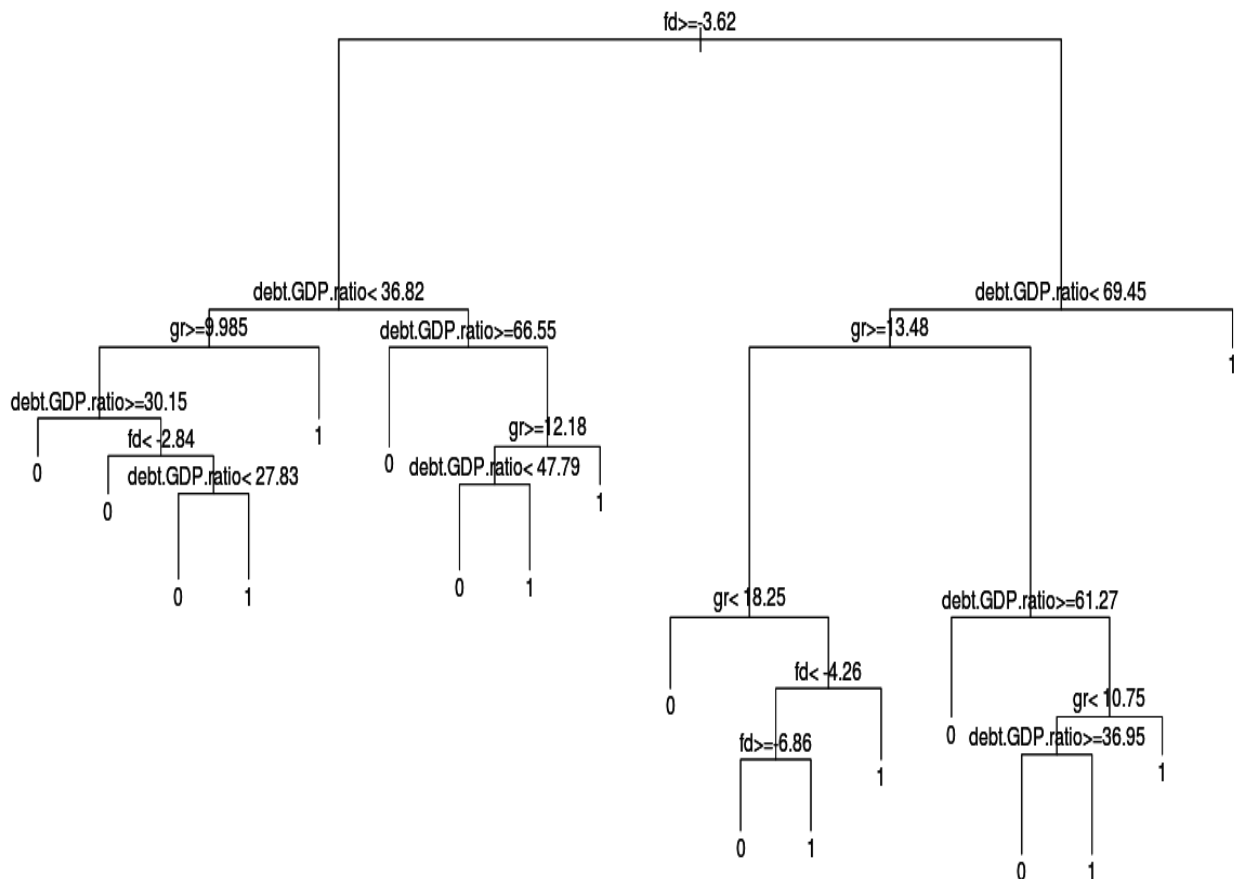 fd>=-3.62
debt.GDP.ratio< 36.82
debt.GDP.ratio< 69.45
gr>=9.985
debt.GDP.ratio>=66.55
gr>=13.48
1
debt.GDP.ratio>=30.15
1
gr>=12.18
fd< -2.84
0
debt.GDP.ratio< 47.79
0
debt.GDP.ratio< 27.83
0
1
0
1
0
1
gr< 18.25
debt.GDP.ratio>=61.27
fd< -4.26
0
gr< 10.75
0
fd>=-6.86
debt.GDP.ratio>=36.95
1
1
0
1
0
1